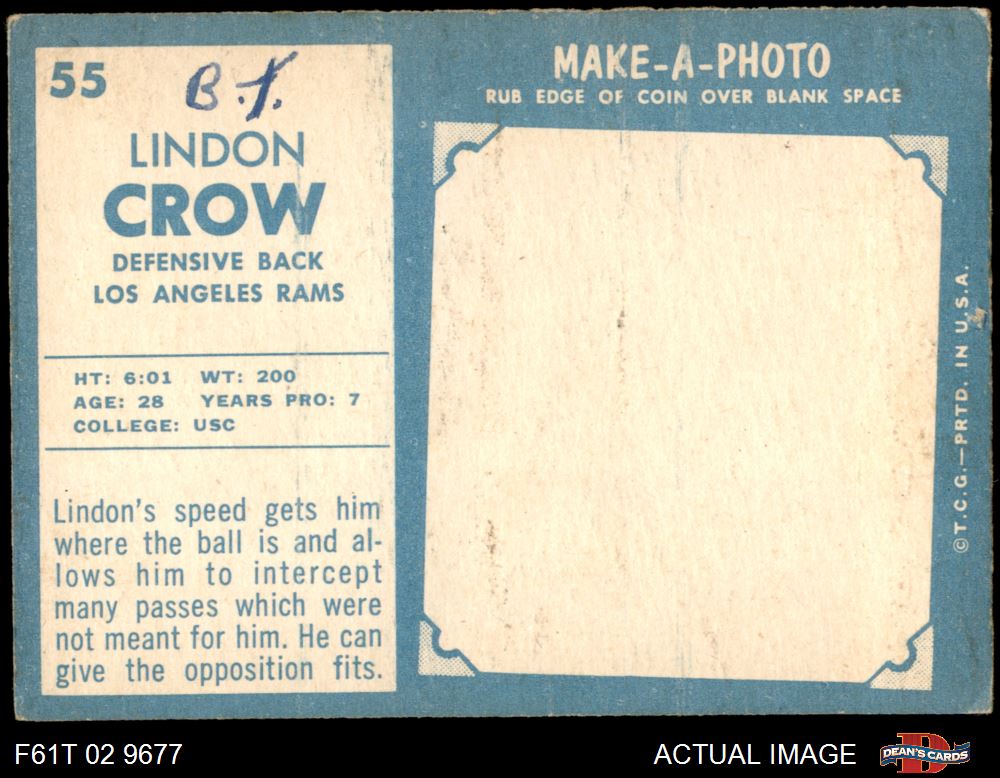 55
B.J.
LINDON
CROW
DEFENSIVE BACK
LOS ANGELES RAMS
HT: 6:01 WT: 200
AGE: 28 YEARS PRO: 7
COLLEGE: USC
Lindon's speed gets him
where the ball is and al-
lows him to intercept
many passes which were
not meant for him. He can
give the opposition fits.
MAKE-A-PHOTO
RUB EDGE OF COIN OVER BLANK SPACE
©T.C.G.—PRTD. IN U.S.A.
F61T 02 9677
ACTUAL IMAGE
DEAN'S CARDS